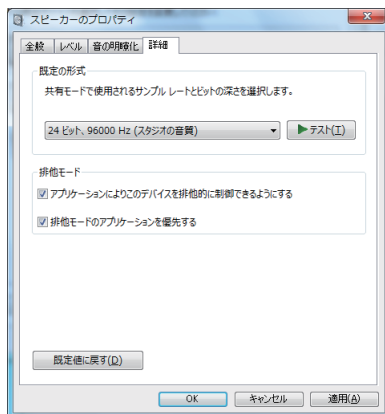 スピーカーのプロパティ
全般 レベル 音の明瞭化 詳細
既定の形式
共有モードで使用されるサンプル レートとビットの深さを選択します。
24 ビット、96000 Hz (スタジオの音質) テスト(T)
排他モード
アプリケーションによりこのデバイスを排他的に制御できるようにする
排他モードのアプリケーションを優先する
既定値に戻す(D)
OK キャンセル 適用(A)